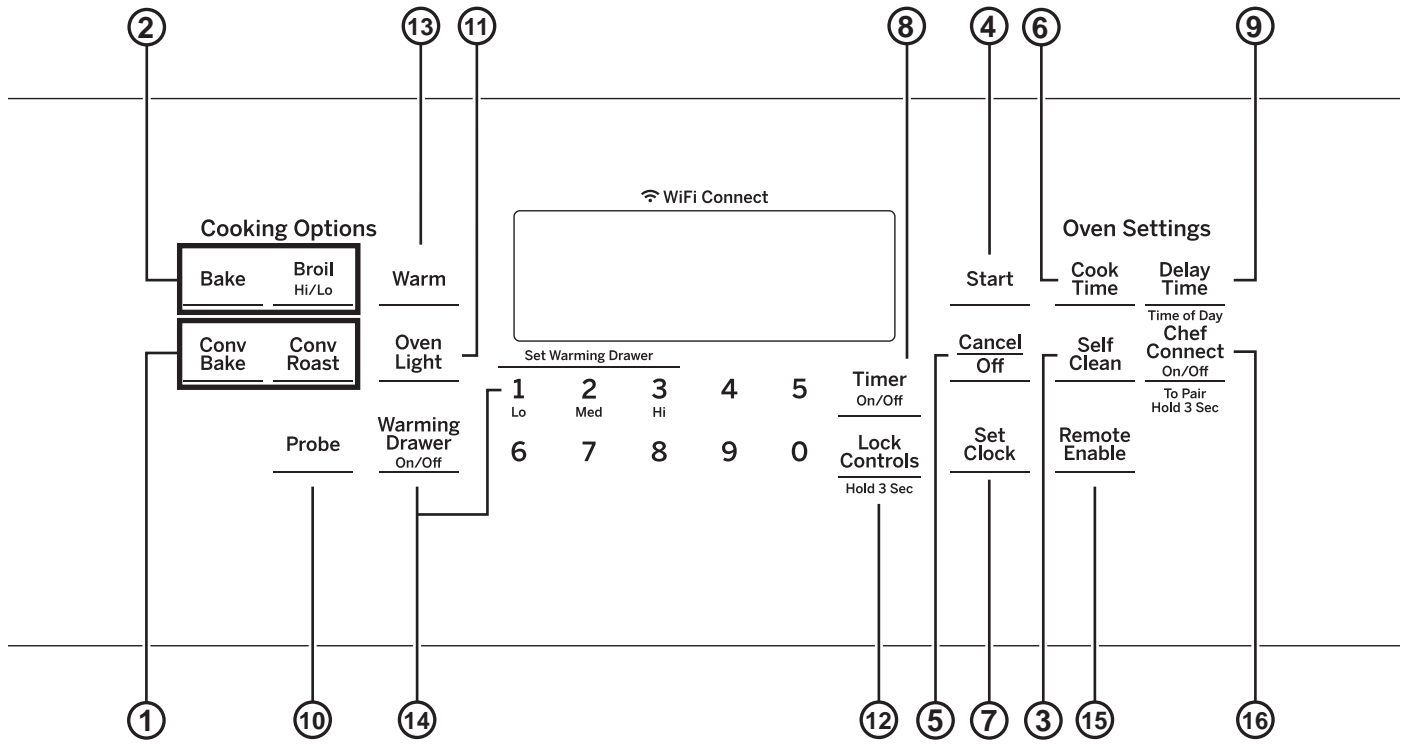 2 13 11 8 4 6 9
WiFi Connect
Cooking Options
Oven Settings
Bake
Broil
Hi/Lo
Warm
Start
Cook
Time
Delay
Time
Time of Day
Conv
Bake
Conv
Roast
Oven
Light
Set Warming Drawer
1 2 3 4 5
Lo Med Hi
Timer
On/Off
Cancel
Off
Self
Clean
Chef
Connect
On/Off
To Pair
Hold 3 Sec
Probe
Warming
Drawer
On/Off
6 7 8 9 0
Lock
Controls
Hold 3 Sec
Set
Clock
Remote
Enable
1 10 14 12 5 7 3 15 16